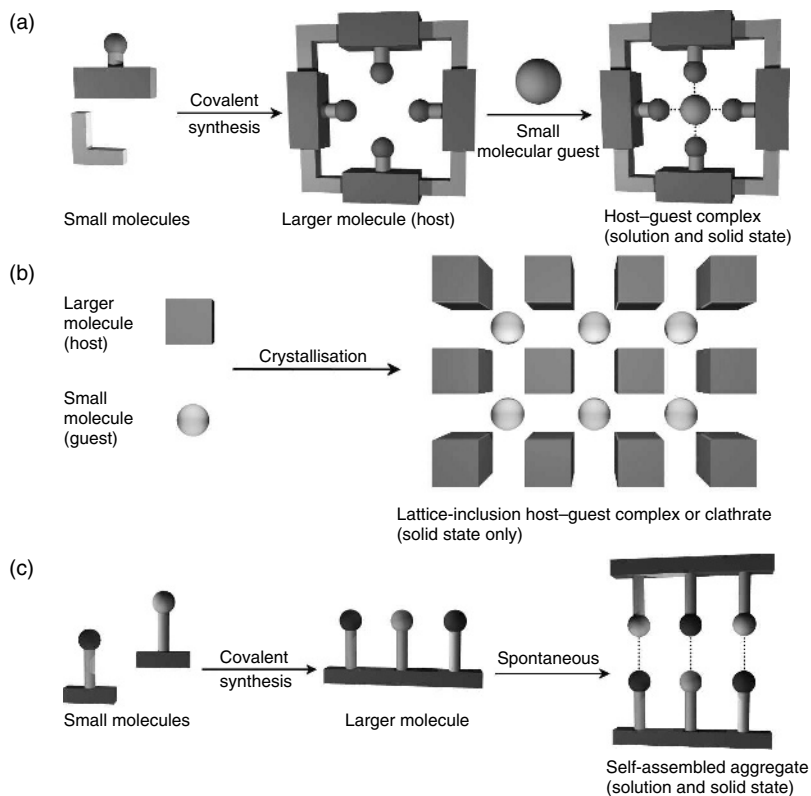 (a)
Covalent
synthesis
Small
molecular guest
Small molecules
Larger molecule (host)
Host–guest complex
(solution and solid state)
(b)
Larger
molecule
(host)
Crystallisation
Small
molecule
(guest)
Lattice-inclusion host–guest complex or clathrate
(solid state only)
(c)
Covalent
synthesis
Spontaneous
Small molecules
Larger molecule
Self-assembled aggregate
(solution and solid state)